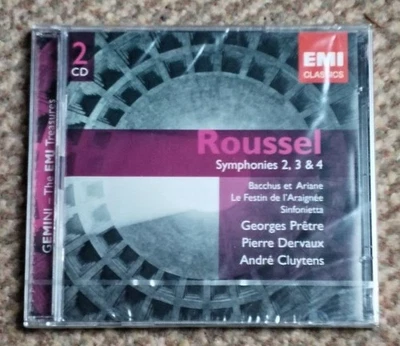 2
CD
EMI
CLASSICS
Roussel
Symphonies 2, 3 & 4
Bacchus et Ariane
Le Festin de l'Araignée
Sinfonietta
Georges Prêtre
Pierre Dervaux
André Cluytens
GEMINI – The EMI Treasures